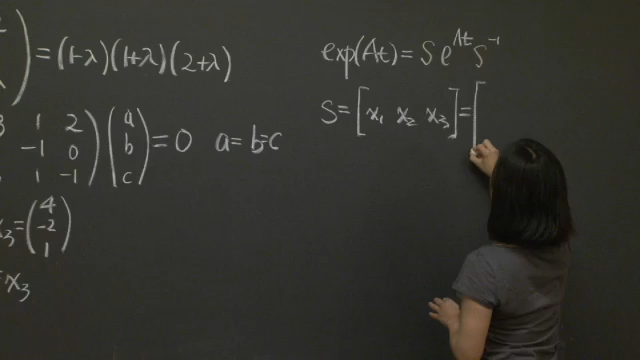 = (1-λ)(1+λ)(2+λ)
1 2
-1 0
1 -1
(a b c) = 0 a = b = c
x₃ = (4 -2 1)
= x₃
exp(At) = S e^Λt S⁻¹
S = [x₁ x₂ x₃] = [